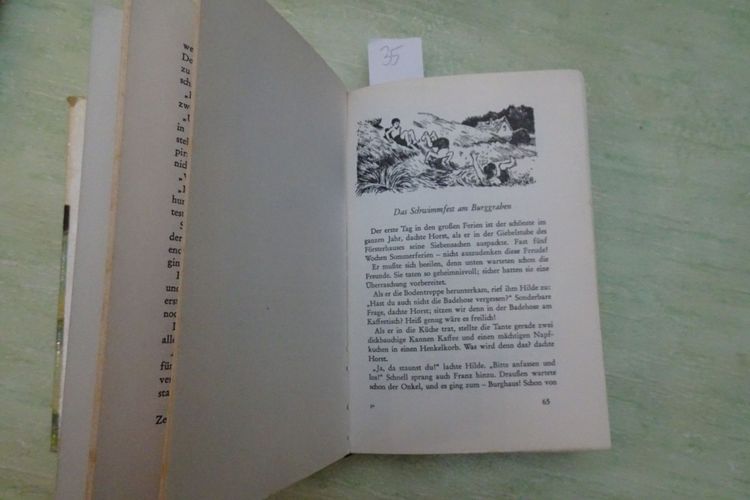 35
Das Schwimmfest am Burggraben
Der erste Tag in den großen Ferien ist der schönste im
ganzen Jahr, dachte Horst, als er in der Giebelstube des
Försterhauses seine Siebensachen auspackte. Fast fünf
Wochen Sommerferien – nicht auszudenken diese Freude!
Er mußte sich beeilen, denn unten warteten schon die
Freunde. Sie taten so geheimnisvoll; sicher hatten sie eine
Überraschung vorbereitet.
Als er die Bodentreppe herunterkam, rief ihm Hilde zu:
„Hast du auch nicht die Badehose vergessen?" Sonderbare
Frage, dachte Horst; sitzen wir denn in der Badehose am
Kaffeetisch? Heiß genug wäre es freilich!
Als er in die Küche trat, stellte die Tante gerade zwei
dickbauchige Kannen Kaffee und einen mächtigen Napf-
kuchen in einen Henkelkorb. Was wird denn das? dachte
Horst.
„Ja, da staunst du!" lachte Hilde. „Bitte anfassen und
los!" Schnell sprang auch Franz hinzu. Draußen wartete
schon der Onkel, und es ging zum – Burghaus! Schon von
65